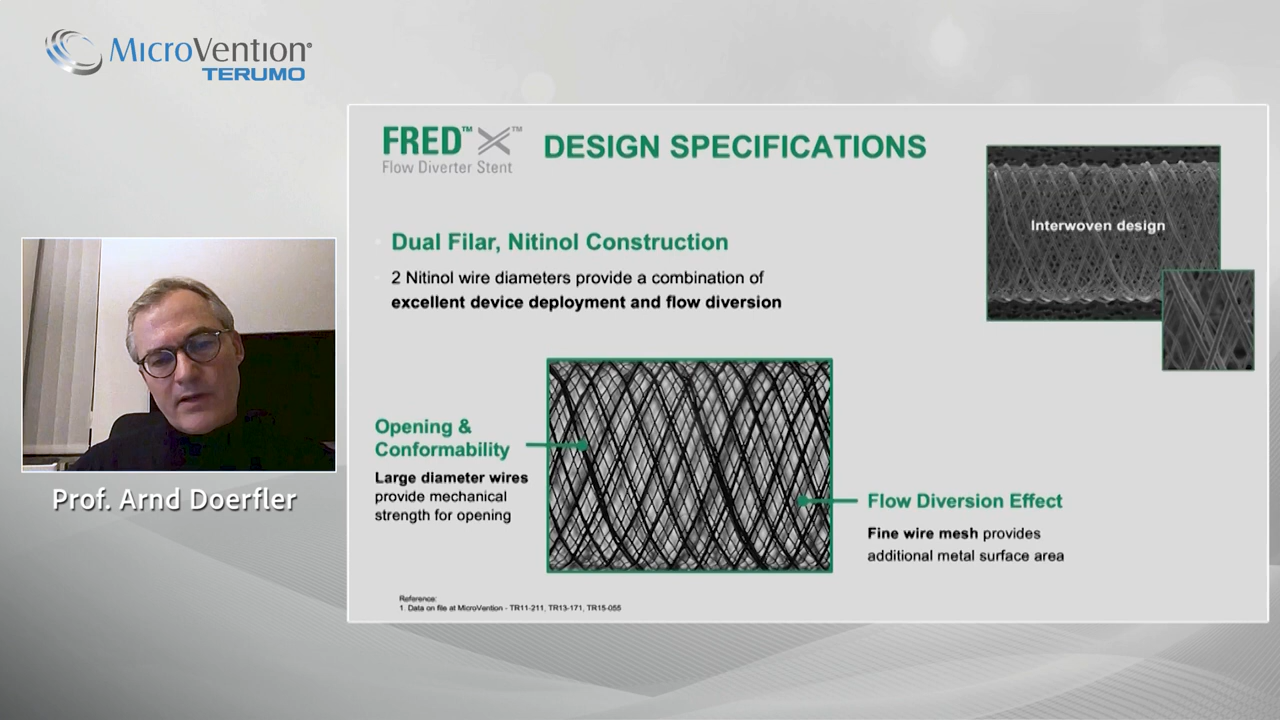 MICROVENTION®
TERUMO
FRED™ X™
Flow Diverter Stent
DESIGN SPECIFICATIONS
Interwoven design
Dual Filar, Nitinol Construction
2 Nitinol wire diameters provide a combination of
excellent device deployment and flow diversion
Opening &
Conformability
Large diameter wires
provide mechanical
strength for opening
Flow Diversion Effect
Fine wire mesh provides
additional metal surface area
Reference:
1. Data on file at MicroVention - TR11-211, TR13-171, TR15-055
Prof. Arnd Doerfler